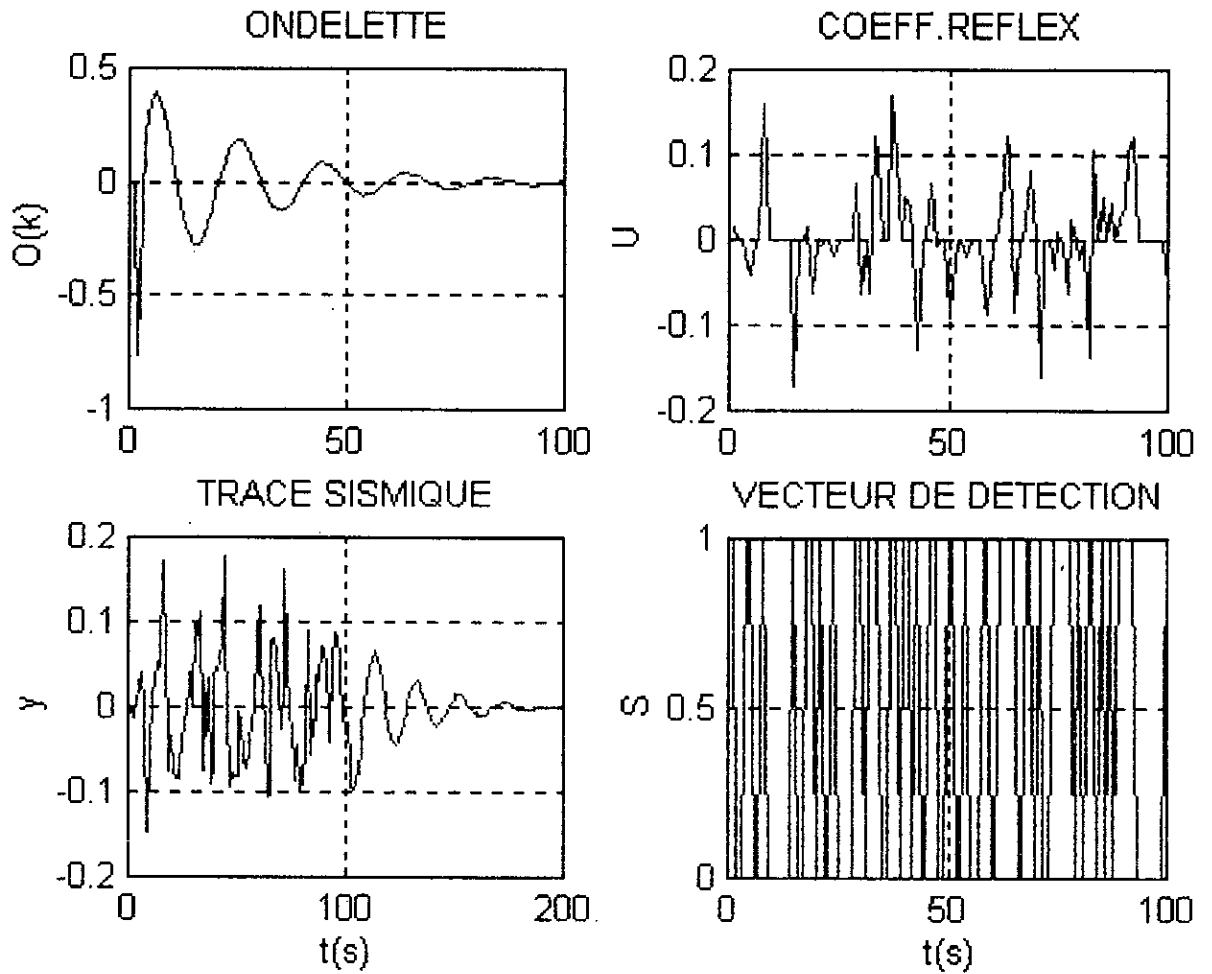 ONDELETTE
0.5
0
-0.5
-1
O(k)
0
50
100
COEFF.REFLEX
0.2
0.1
0
-0.1
-0.2
U
0
50
100
TRACE SISMIQUE
0.2
0.1
0
-0.1
-0.2
y
0
100
200
t(s)
VECTEUR DE DETECTION
1
0.5
0
S
0
50
100
t(s)